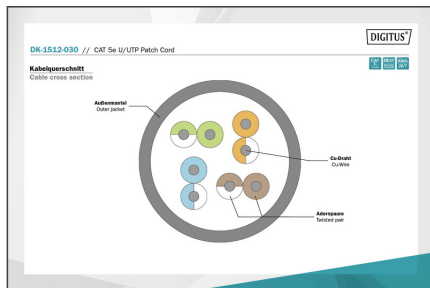 DIGITUS®
DK-1512-030 // CAT 5e U/UTP Patch Cord
Kabelquerschnitt
Cable cross section
Außenmantel
Outer jacket
Cu-Draht
Cu-Wire
Adernpaare
Twisted pair